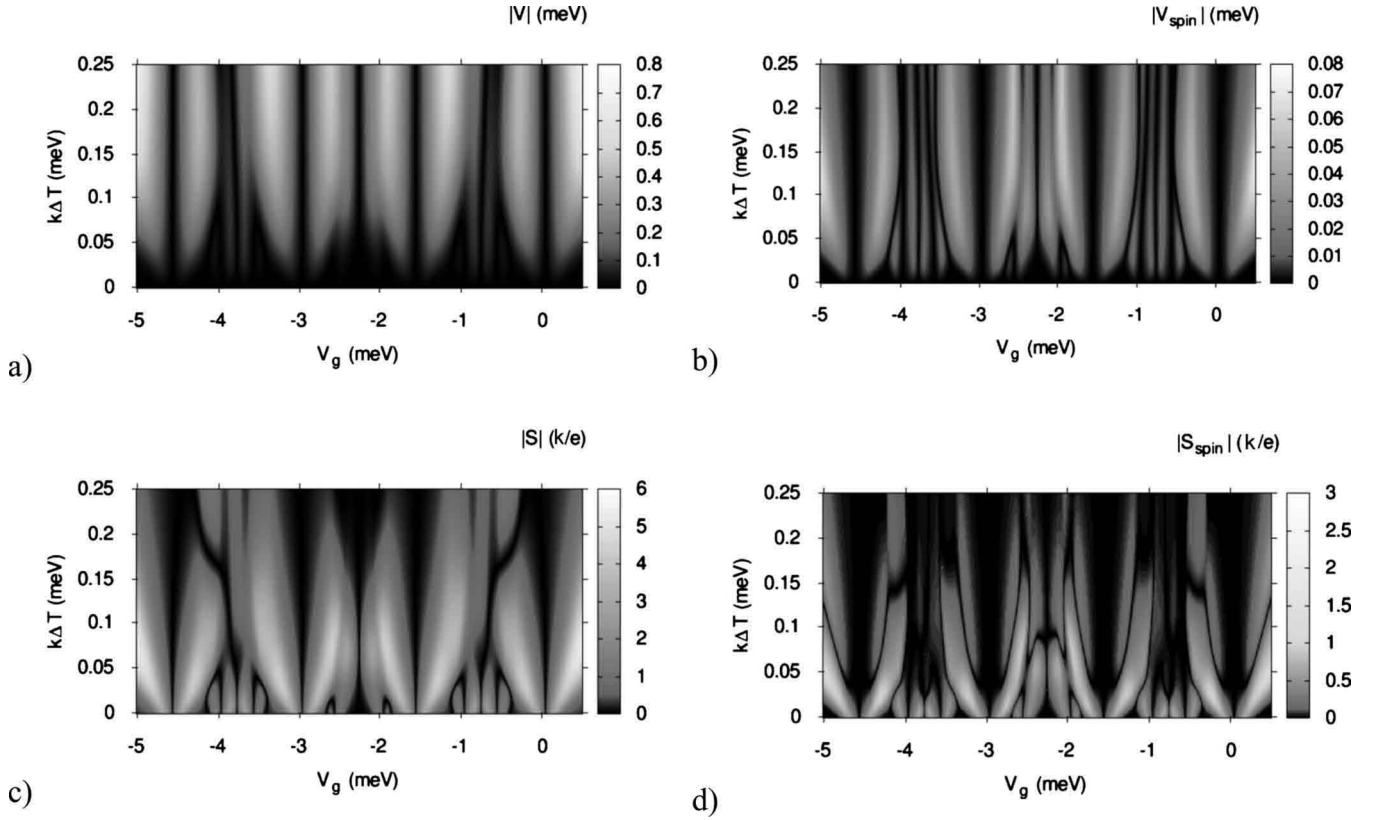 |V| (meV)
0.25
0.2
0.15
0.1
0.05
0
k Δ T (meV)
-5 -4 -3 -2 -1 0
V_g (meV)
0.8
0.7
0.6
0.5
0.4
0.3
0.2
0.1
0
a)
|V_spin| (meV)
0.25
0.2
0.15
0.1
0.05
0
k Δ T (meV)
-5 -4 -3 -2 -1 0
V_g (meV)
0.08
0.07
0.06
0.05
0.04
0.03
0.02
0.01
0
b)
|S| (k/e)
0.25
0.2
0.15
0.1
0.05
0
k Δ T (meV)
-5 -4 -3 -2 -1 0
V_g (meV)
6
5
4
3
2
1
0
c)
|S_spin| (k/e)
0.25
0.2
0.15
0.1
0.05
0
k Δ T (meV)
-5 -4 -3 -2 -1 0
V_g (meV)
3
2.5
2
1.5
1
0.5
0
d)